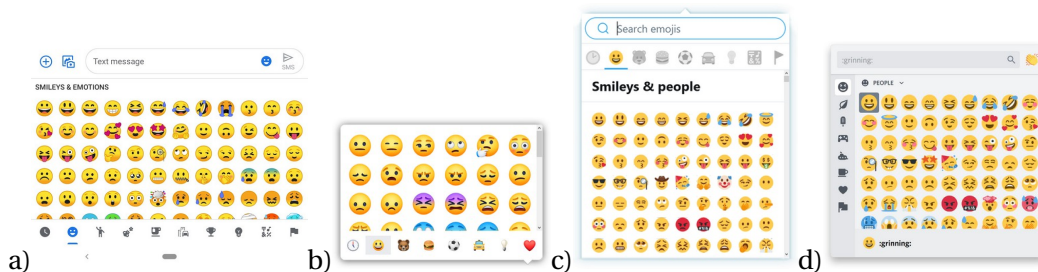 Text message
SMS
SMILEYS & EMOTIONS
a)
b)
Search emojis
Smileys & people
c)
:grinning:
PEOPLE
:grinning:
d)